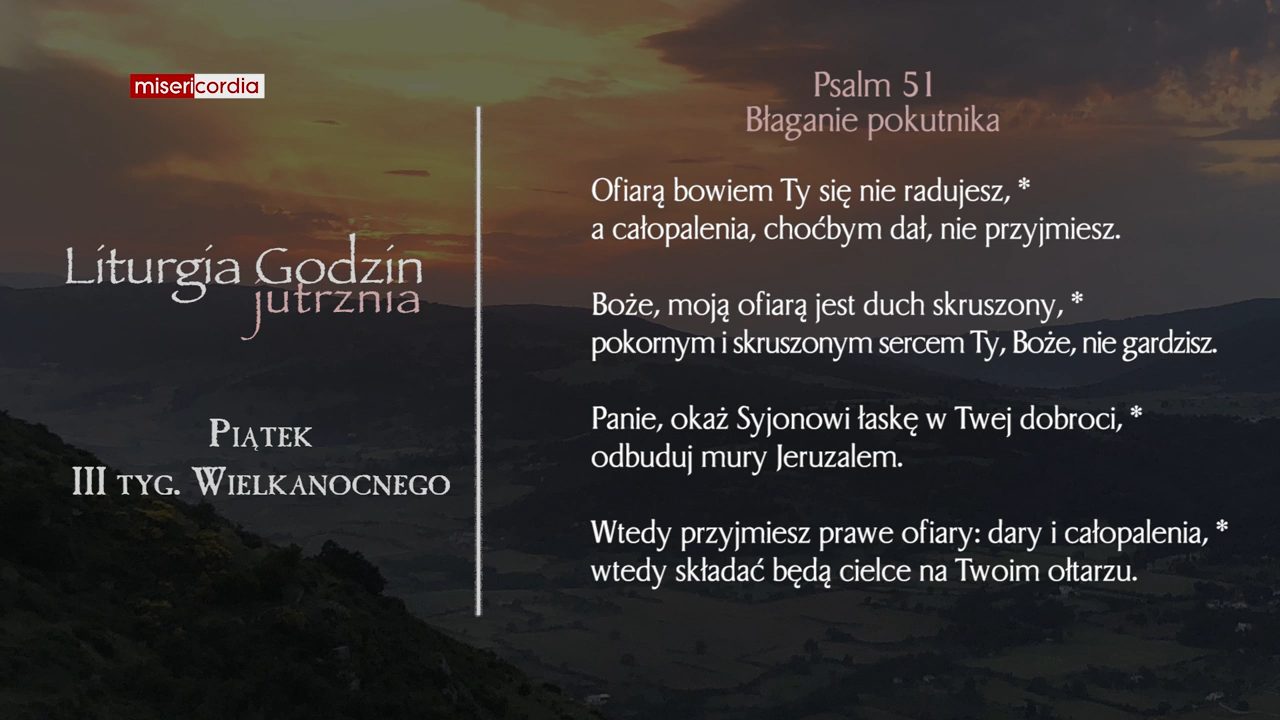 misericordia
Liturgia Godzin
jutrznia
Piątek
III tyg. Wielkanocnego
Psalm 51
Błaganie pokutnika
Ofiarą bowiem Ty się nie radujesz, *
a całopalenia, choćbym dał, nie przyjmiesz.
Boże, moją ofiarą jest duch skruszony, *
pokornym i skruszonym sercem Ty, Boże, nie gardzisz.
Panie, okaż Syjonowi łaskę w Twej dobroci, *
odbuduj mury Jeruzalem.
Wtedy przyjmiesz prawe ofiary: dary i całopalenia, *
wtedy składać będą cielce na Twoim ołtarzu.